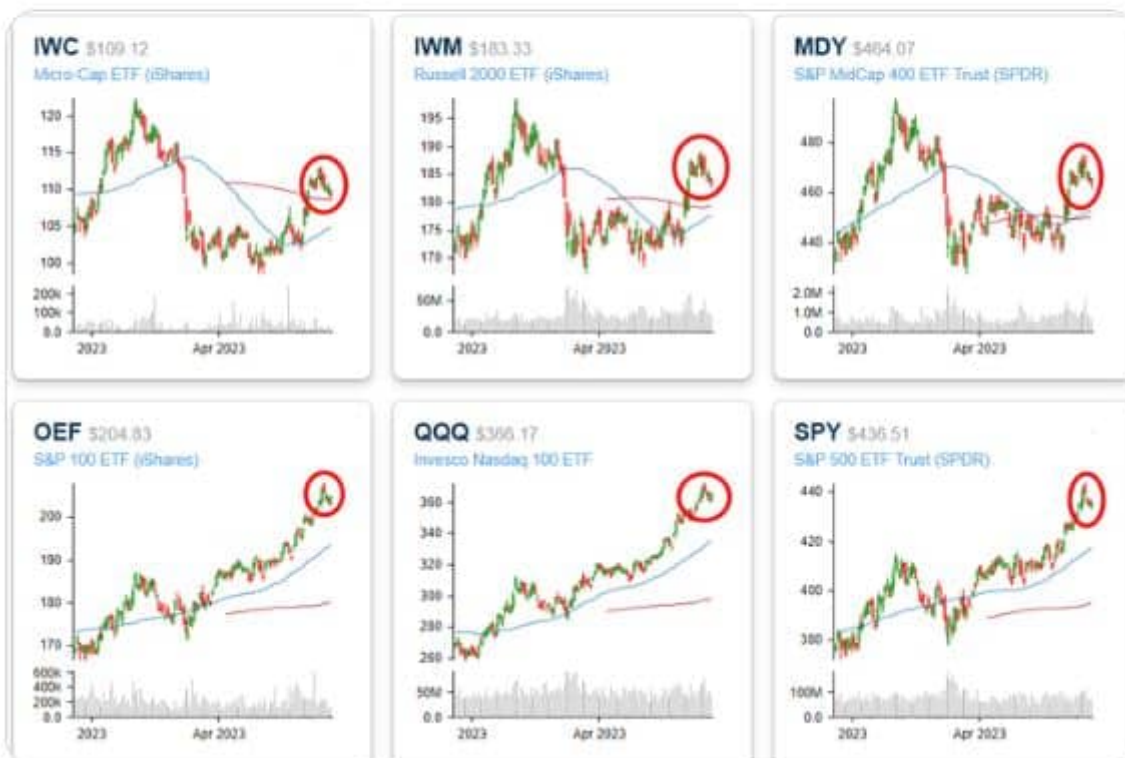 IWC $109.12
Micro-Cap ETF (iShares)
120
115
110
105
100
200k
100k
0.0
2023 Apr 2023
IWM $183.33
Russell 2000 ETF (iShares)
195
190
185
180
175
170
50M
0.0
2023 Apr 2023
MDY $464.07
S&P MidCap 400 ETF Trust (SPDR)
480
460
440
2.0M
1.0M
0.0
2023 Apr 2023
OEF $204.83
S&P 100 ETF (iShares)
200
190
180
170
600k
400k
200k
0.0
2023 Apr 2023
QQQ $366.17
Invesco Nasdaq 100 ETF
360
340
320
300
280
260
50M
0.0
2023 Apr 2023
SPY $436.51
S&P 500 ETF Trust (SPDR)
440
420
400
380
100M
0.0
2023 Apr 2023